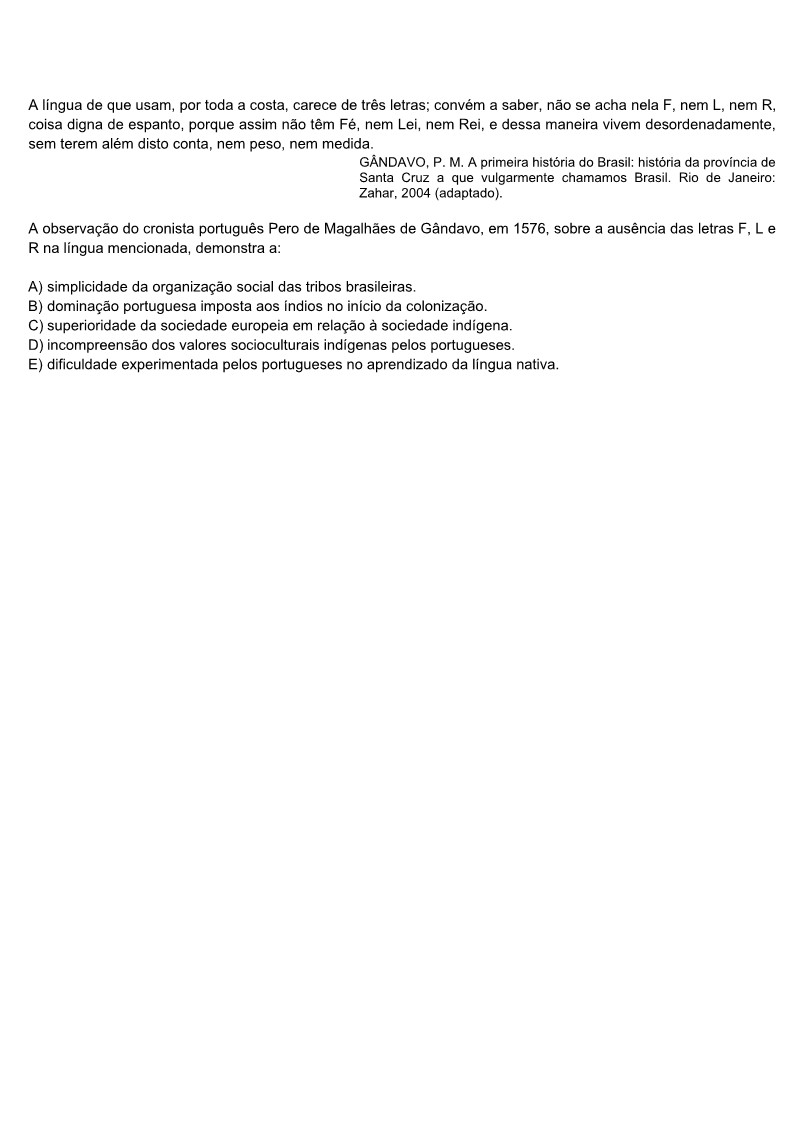 A língua de que usam, por toda a costa, carece de três letras; convém a saber, não se acha nela F, nem L, nem R,
coisa digna de espanto, porque assim não têm Fé, nem Lei, nem Rei, e dessa maneira vivem desordenadamente,
sem terem além disto conta, nem peso, nem medida.
GÂNDAVO, P. M. A primeira história do Brasil: história da província de
Santa Cruz a que vulgarmente chamamos Brasil. Rio de Janeiro:
Zahar, 2004 (adaptado).
A observação do cronista português Pero de Magalhães de Gândavo, em 1576, sobre a ausência das letras F, L e
R na língua mencionada, demonstra a:
A) simplicidade da organização social das tribos brasileiras.
B) dominação portuguesa imposta aos índios no início da colonização.
C) superioridade da sociedade europeia em relação à sociedade indígena.
D) incompreensão dos valores socioculturais indígenas pelos portugueses.
E) dificuldade experimentada pelos portugueses no aprendizado da língua nativa.